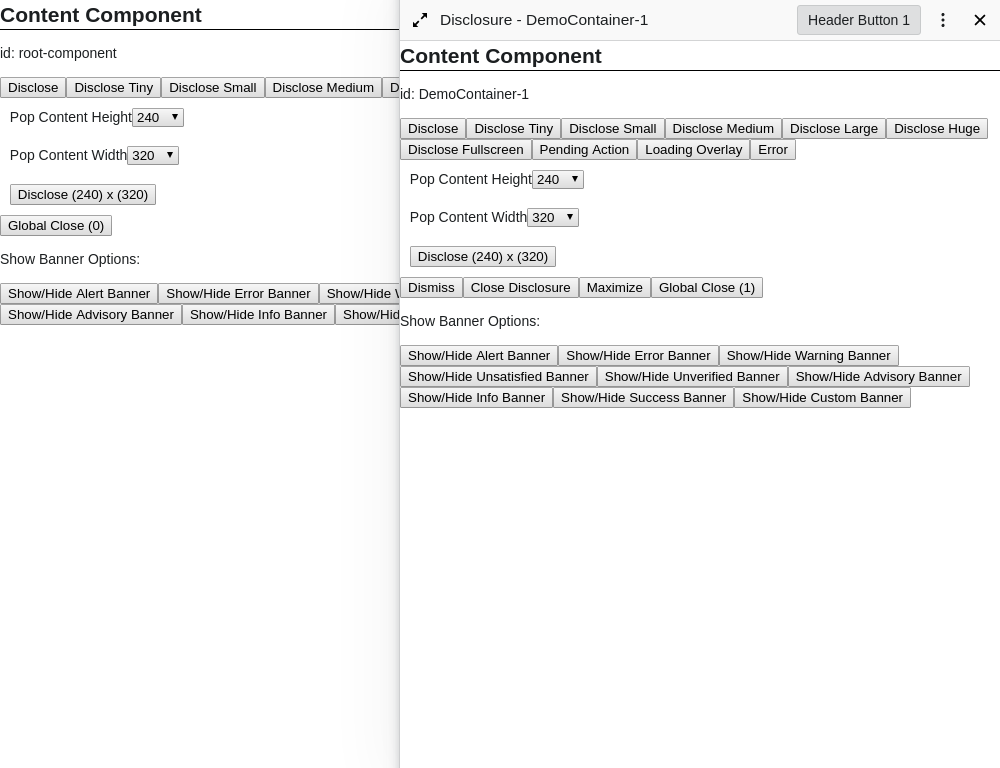 Content Component
id: root-component
Disclose Disclose Tiny Disclose Small Disclose Medium
Pop Content Height 240
Pop Content Width 320
Disclose (240) x (320)
Global Close (0)
Show Banner Options:
Show/Hide Alert Banner Show/Hide Error Banner Show/Hide
Show/Hide Advisory Banner Show/Hide Info Banner
Disclosure - DemoContainer-1 Header Button 1
Content Component
id: DemoContainer-1
Disclose Disclose Tiny Disclose Small Disclose Medium Disclose Large Disclose Huge
Disclose Fullscreen Pending Action Loading Overlay Error
Pop Content Height 240
Pop Content Width 320
Disclose (240) x (320)
Dismiss Close Disclosure Maximize Global Close (1)
Show Banner Options:
Show/Hide Alert Banner Show/Hide Error Banner Show/Hide Warning Banner
Show/Hide Unsatisfied Banner Show/Hide Unverified Banner Show/Hide Advisory Banner
Show/Hide Info Banner Show/Hide Success Banner Show/Hide Custom Banner